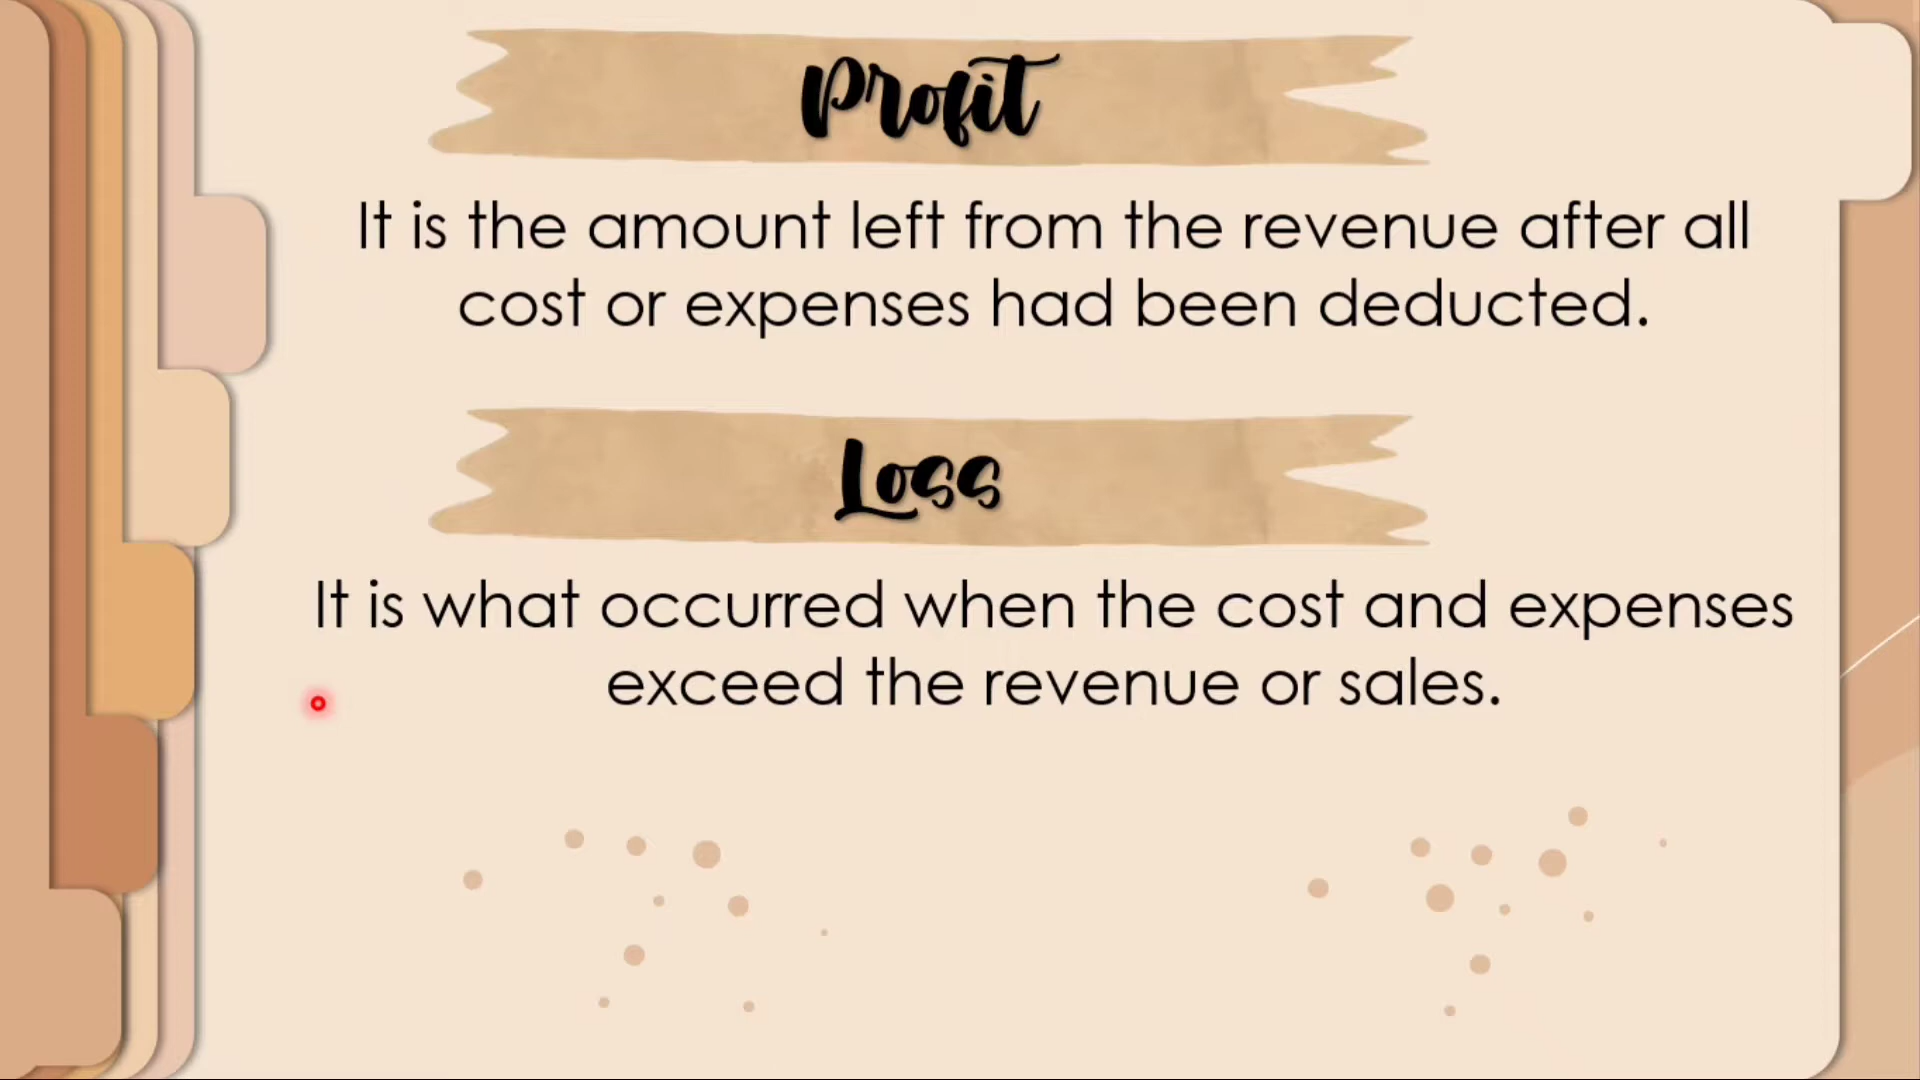 Profit
It is the amount left from the revenue after all
cost or expenses had been deducted.
Loss
It is what occurred when the cost and expenses
exceed the revenue or sales.